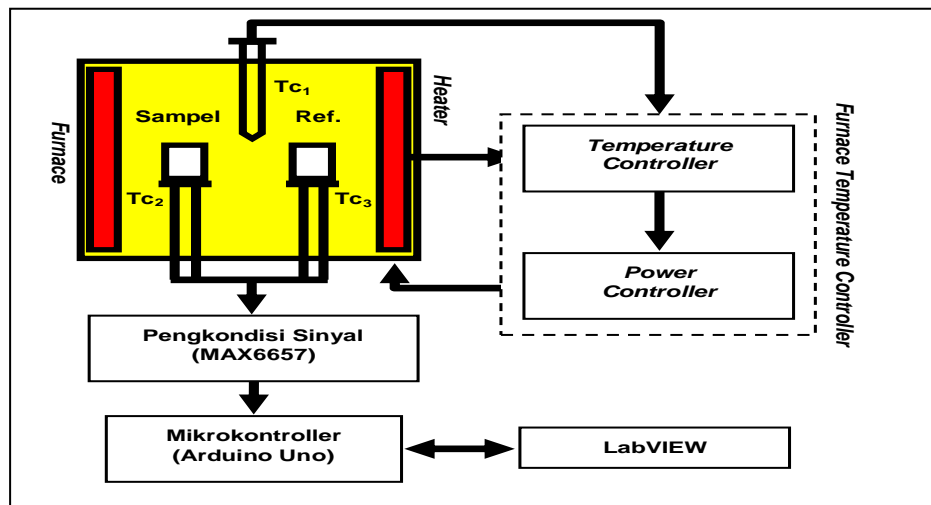 Tc₁
Sampel
Ref.
Furnace
Heater
Tc₂
Tc₃
Temperature
Controller
Power
Controller
Furnace Temperature Controller
Pengkondisi Sinyal
(MAX6657)
Mikrokontroller
(Arduino Uno)
LabVIEW